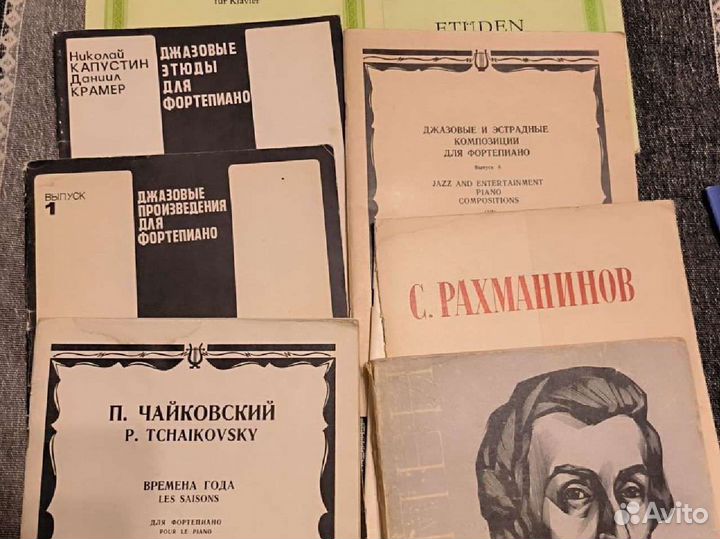 für Klavier
ETÜDEN
Николай
КАПУСТИН
Даниил
КРАМЕР
ДЖАЗОВЫЕ
ЭТЮДЫ
ДЛЯ
ФОРТЕПИАНО
ДЖАЗОВЫЕ И ЭСТРАДНЫЕ
КОМПОЗИЦИИ
ДЛЯ ФОРТЕПИАНО
Выпуск 8
JAZZ AND ENTERTAINMENT
PIANO
COMPOSITIONS
ВЫПУСК
1
ДЖАЗОВЫЕ
ПРОИЗВЕДЕНИЯ
ДЛЯ
ФОРТЕПИАНО
С. РАХМАНИНОВ
П. ЧАЙКОВСКИЙ
P. TCHAIKOVSKY
ВРЕМЕНА ГОДА
LES SAISONS
ДЛЯ ФОРТЕПИАНО
POUR LE PIANO
Avito